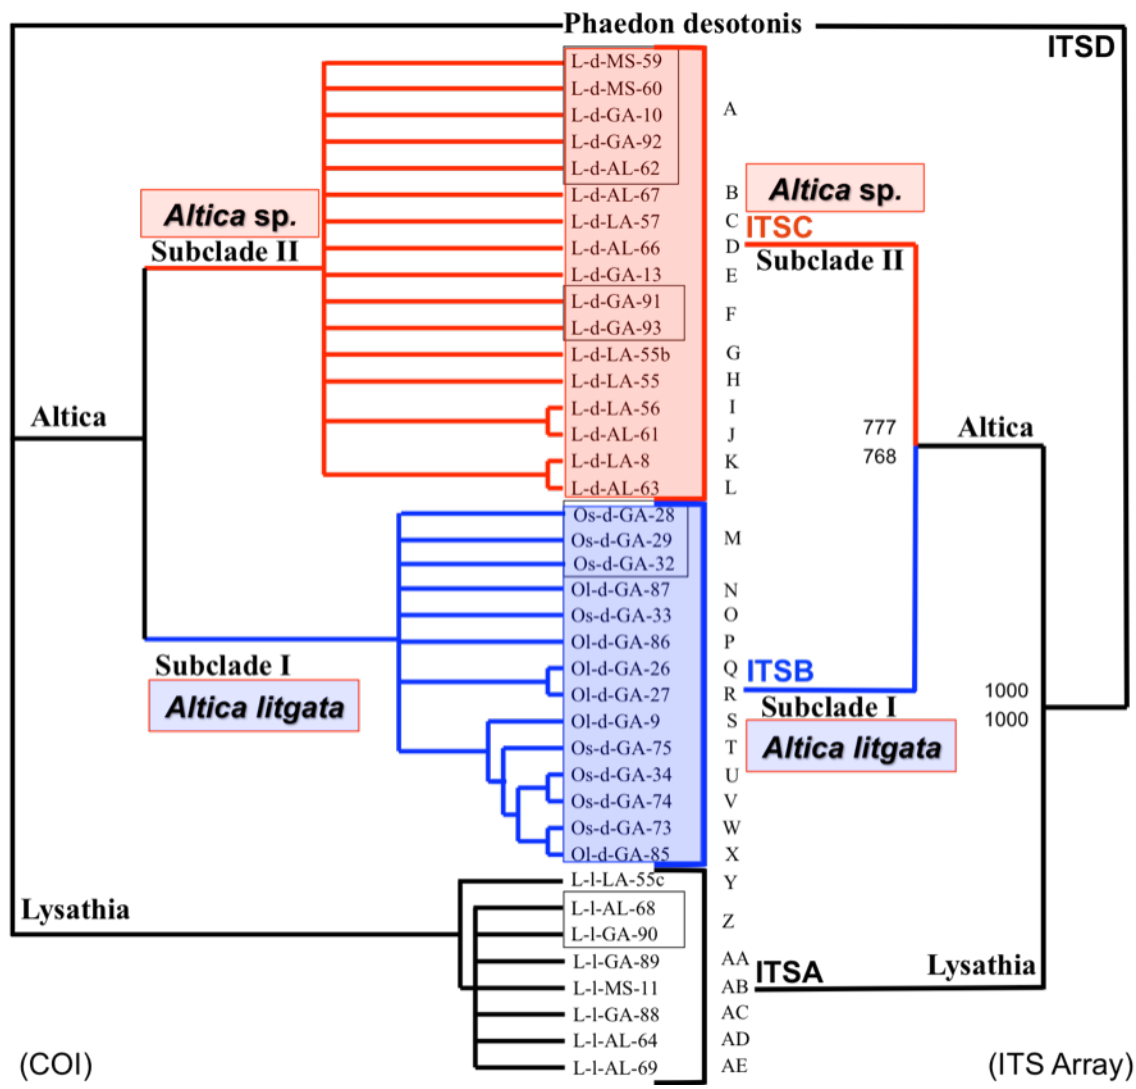 Phaedon desotonis
ITSD
L-d-MS-59
L-d-MS-60
L-d-GA-10
A
L-d-GA-92
L-d-AL-62
L-d-AL-67
B
Altica sp.
Altica sp.
L-d-LA-57
C
ITSC
Subclade II
L-d-AL-66
D
Subclade II
L-d-GA-13
E
L-d-GA-91
F
L-d-GA-93
L-d-LA-55b
G
L-d-LA-55
H
Altica
L-d-LA-56
I
777
Altica
L-d-AL-61
J
768
L-d-LA-8
K
L-d-AL-63
L
Os-d-GA-28
Os-d-GA-29
M
Os-d-GA-32
Ol-d-GA-87
N
Os-d-GA-33
O
Ol-d-GA-86
P
Subclade I
Ol-d-GA-26
Q
ITSB
Ol-d-GA-27
R
1000
Altica litgata
Subclade I
1000
Ol-d-GA-9
S
Os-d-GA-75
T
Altica litgata
Os-d-GA-34
U
Os-d-GA-74
V
Os-d-GA-73
W
Ol-d-GA-85
X
L-l-LA-55c
Y
Lysathia
L-l-AL-68
Z
L-l-GA-90
L-l-GA-89
AA
ITSA
Lysathia
L-l-MS-11
AB
L-l-GA-88
AC
L-l-AL-64
AD
L-l-AL-69
AE
(COI)
(ITS Array)